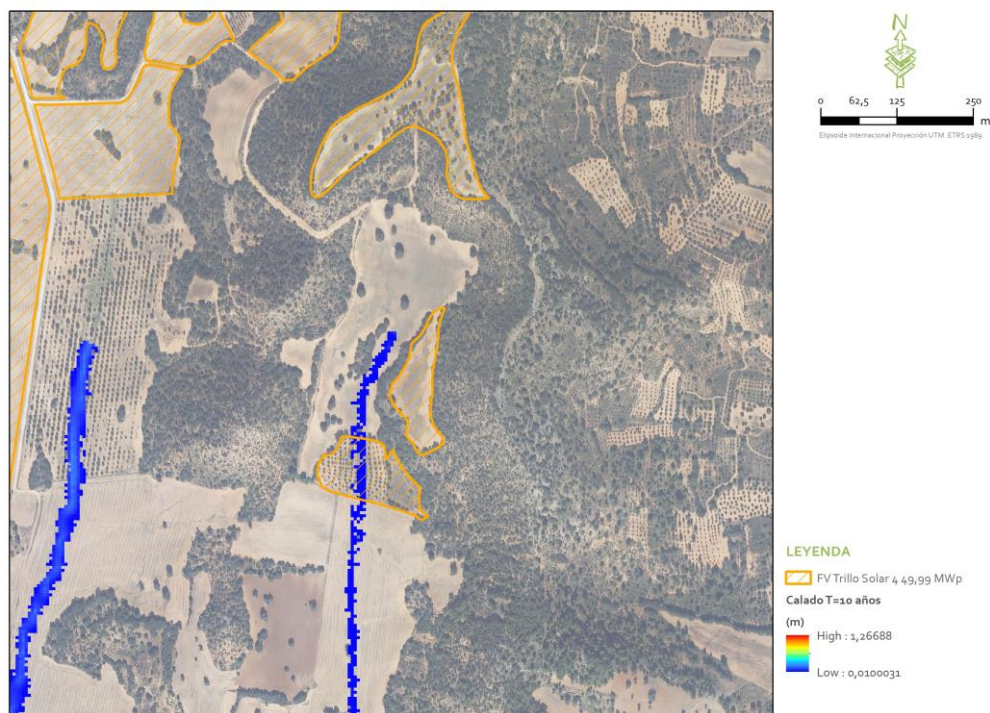 N
0 62,5 125 250
m
Elipsoide Internacional Proyección UTM. ETRS 1989.
LEYENDA
FV Trillo Solar 4 49,99 MWp
Calado T=10 años
(m)
High : 1,26688
Low : 0,0100031